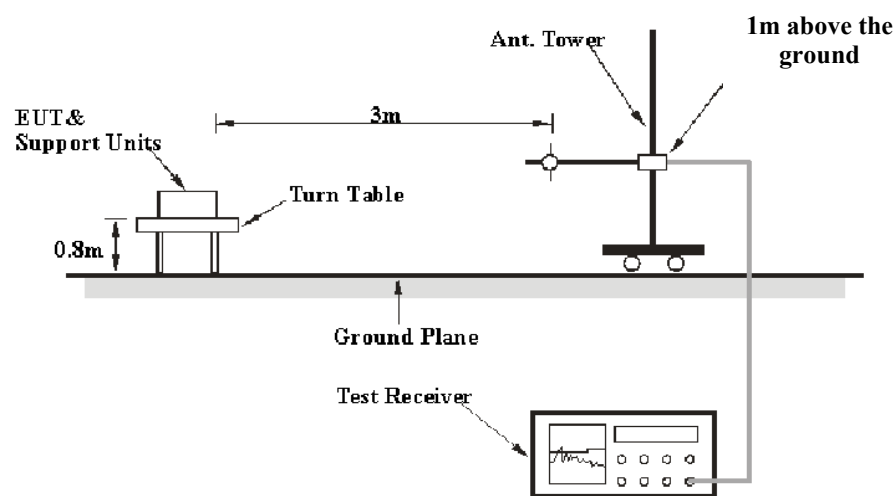 1m above the
ground
Ant. Tower
EUT&
Support Units
3m
Turn Table
0.8m
Ground Plane
Test Receiver